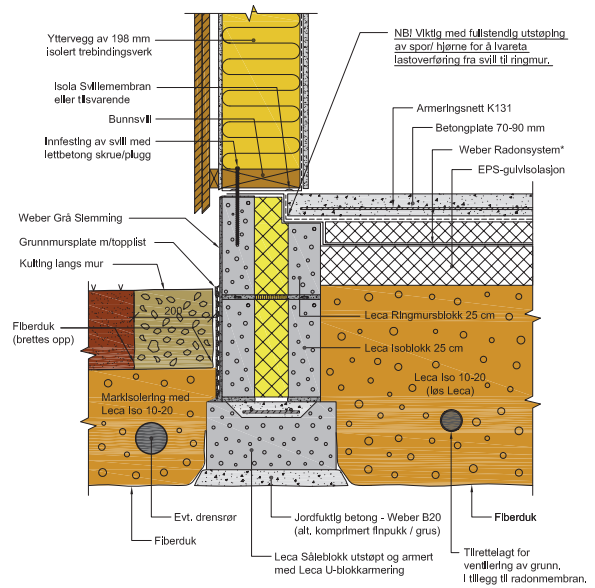 Yttervegg av 198 mm
isolert trebindingsverk
Isola Svillemembran
eller tilsvarende
Bunnsvill
Innfesting av svill med
lettbetong skrue/plugg
Weber Grå Slemming
Grunnmursplate m/topplist
Kulting langs mur
200
Fiberduk
(brettes opp)
Markisolering med
Leca Iso 10-20
Evt. drensrør
Fiberduk
NB! Viktig med fullstendig utstøping
av spor/ hjørne for å ivareta
lastoverføring fra svill til ringmur.
Armeringsnett K131
Betongplate 70-90 mm
Weber Radonsystem*
EPS-gulvisolasjon
Leca Ringmursblokk 25 cm
Leca Isoblokk 25 cm
Leca Iso 10-20
(løs Leca)
Jordfuktig betong - Weber B20
(alt. komprimert finpukk / grus)
Leca Såleblokk utstøpt og armert
med Leca U-blokkarmering
Fiberduk
Tilrettelagt for
ventilering av grunn.
I tillegg til radonmembran.